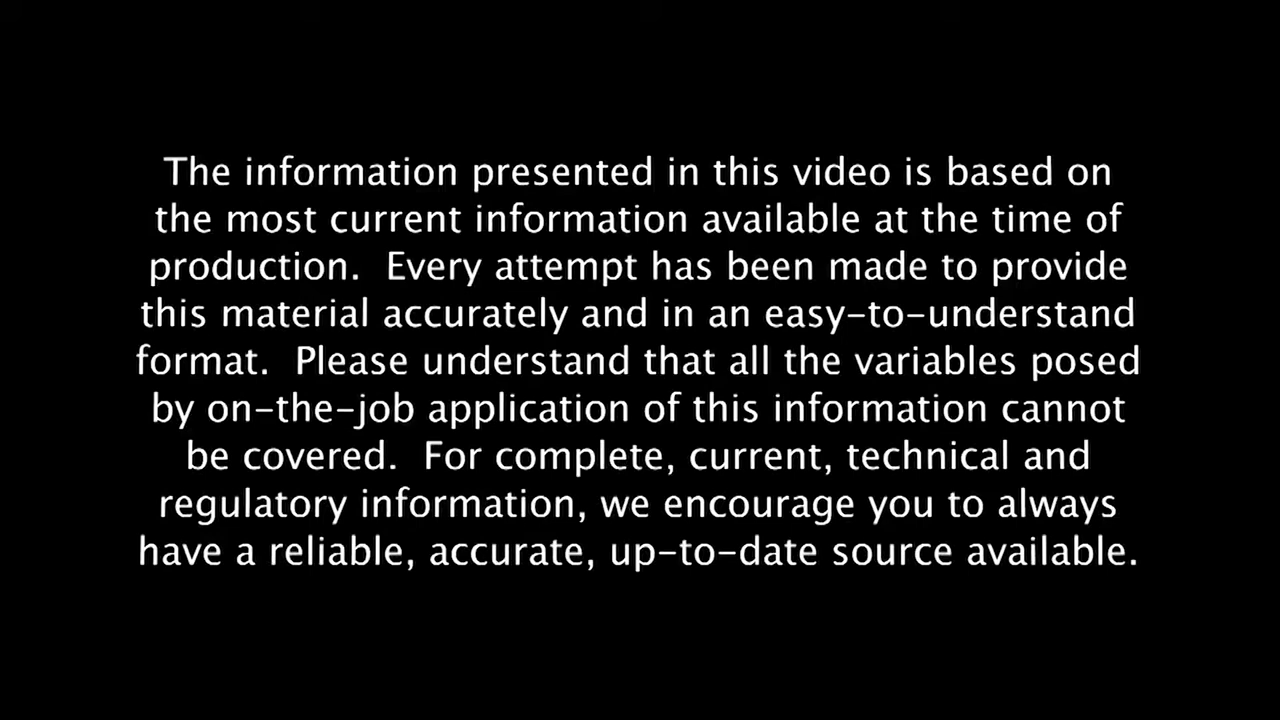 The information presented in this video is based on
the most current information available at the time of
production.  Every attempt has been made to provide
this material accurately and in an easy-to-understand
format.  Please understand that all the variables posed
by on-the-job application of this information cannot
be covered.  For complete, current, technical and
regulatory information, we encourage you to always
have a reliable, accurate, up-to-date source available.